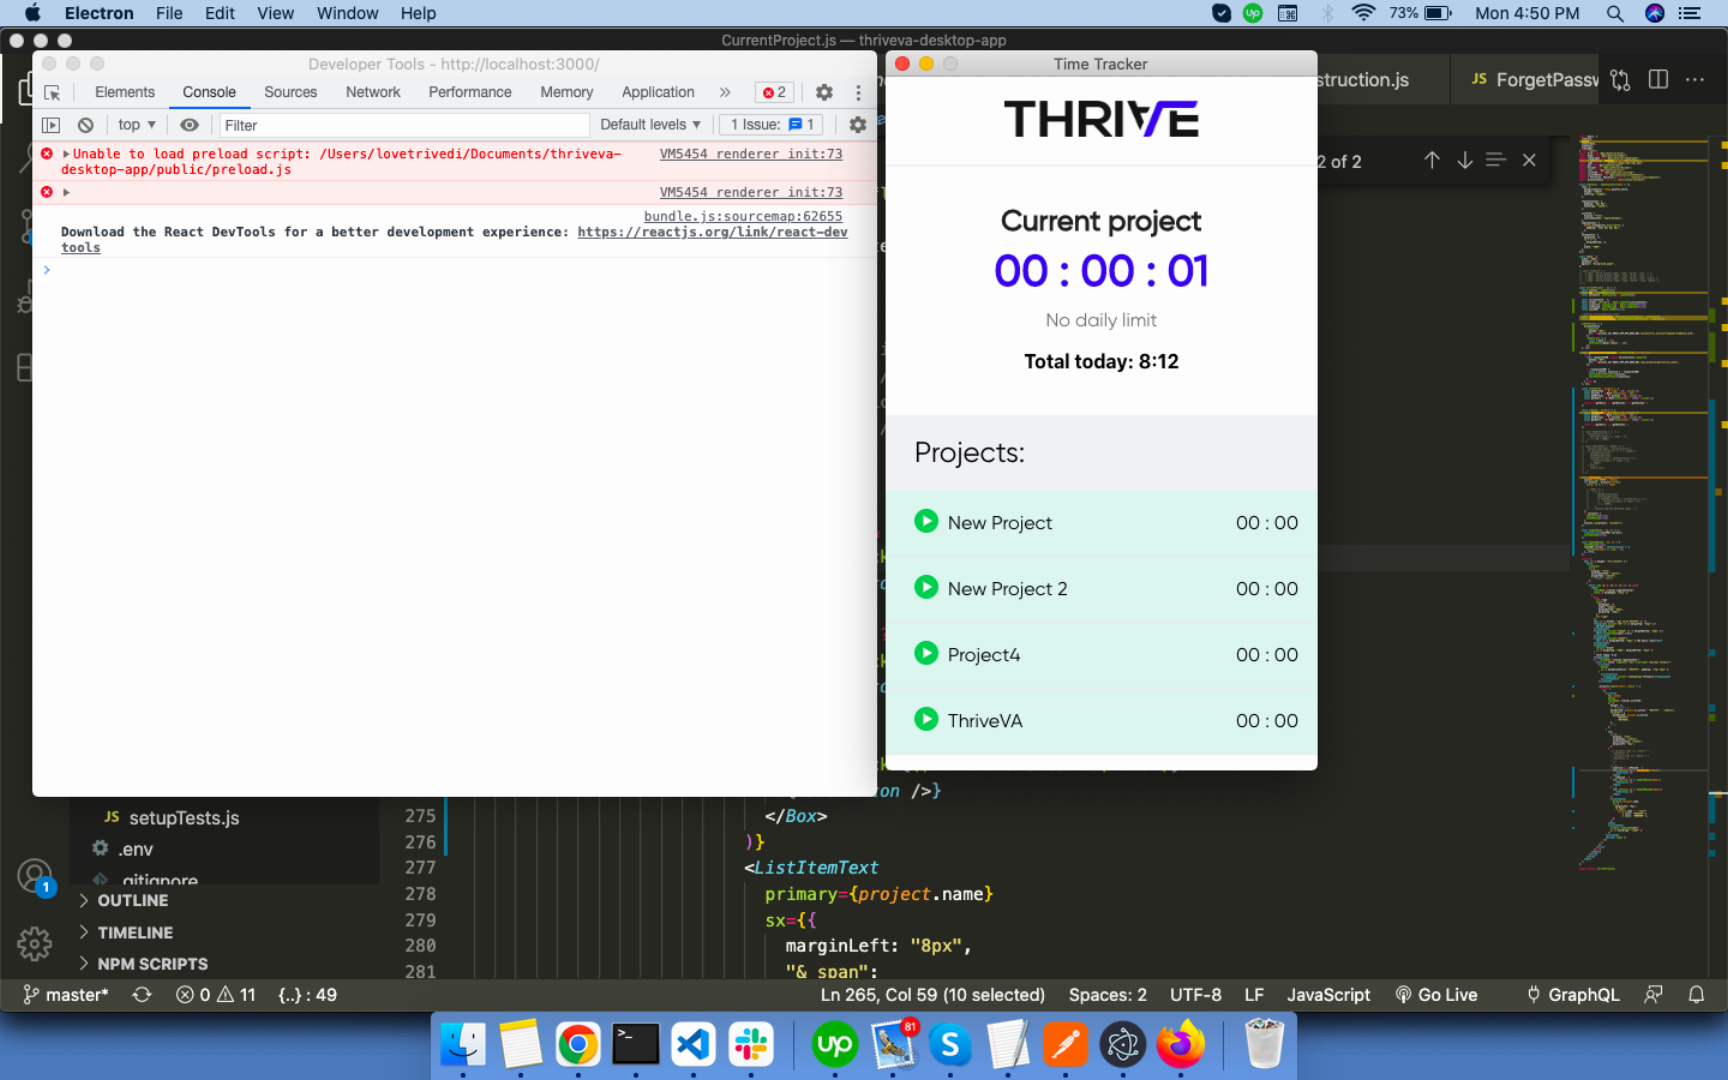 Electron File Edit View Window Help
73% Mon 4:50 PM
CurrentProject.js — thriveva-desktop-app
Developer Tools - http://localhost:3000/
Elements Console Sources Network Performance Memory Application » 2
top ▼ Filter Default levels ▼ 1 Issue: 1
Unable to load preload script: /Users/lovetrivedi/Documents/thriveva-desktop-app/public/preload.js VM5454 renderer init:73
VM5454 renderer init:73
bundle.js:sourcemap:62655
Download the React DevTools for a better development experience: https://reactjs.org/link/react-dev
tools
>
Time Tracker
THRIVE
Current project
00 : 00 : 01
No daily limit
Total today: 8:12
Projects:
New Project 00 : 00
New Project 2 00 : 00
Project4 00 : 00
ThriveVA 00 : 00
struction.js JS ForgetPassw
2 of 2
JS setupTests.js
.env
.gitignore
1
OUTLINE
TIMELINE
NPM SCRIPTS
on />}
275 </Box>
276 )}
277 <ListItemText
278 primary={project.name}
279 sx={{
280 marginLeft: "8px",
281 "& span":
master* 0 11 {..} : 49 Ln 265, Col 59 (10 selected) Spaces: 2 UTF-8 LF JavaScript Go Live GraphQL
up 81 S